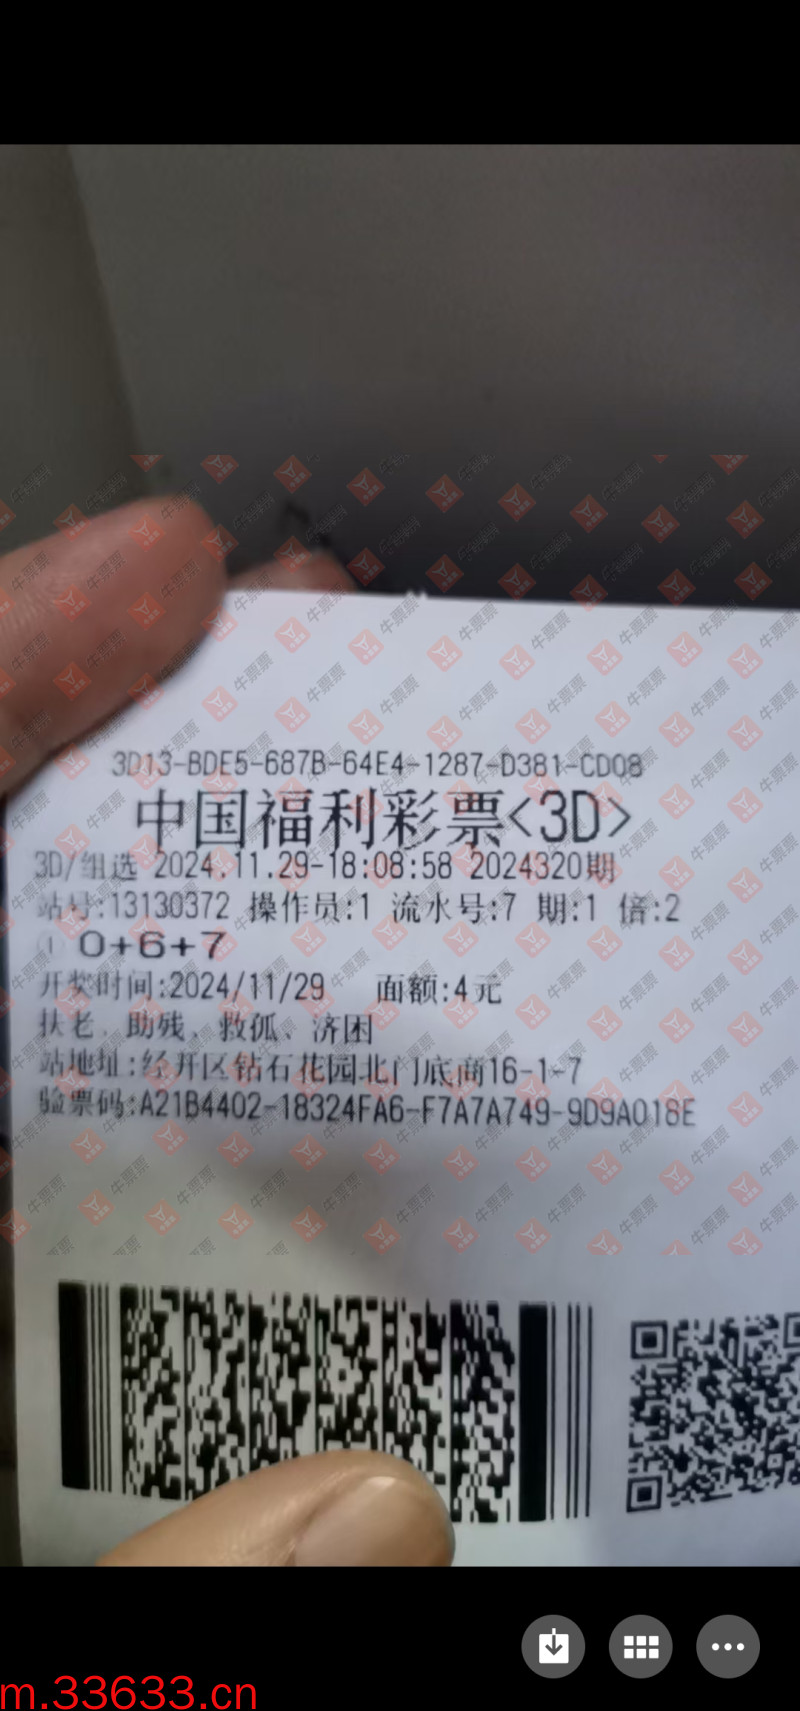 3D13-BDE5-687B-64E4-1287-D381-CD08
中国福利彩票<3D>
3D/组选 2024.11.29-18:08:58 2024320期
站号:13130372 操作员:1 流水号:7 期:1 倍:2
① 0+6+7
开奖时间:2024/11/29 面额:4元
扶老、助残、救孤、济困
站地址:经开区钻石花园北门底商16-1-7
验票码:A21B4402-18324FA6-F7A7A749-9D9A018E
牛票票
m.33633.cn